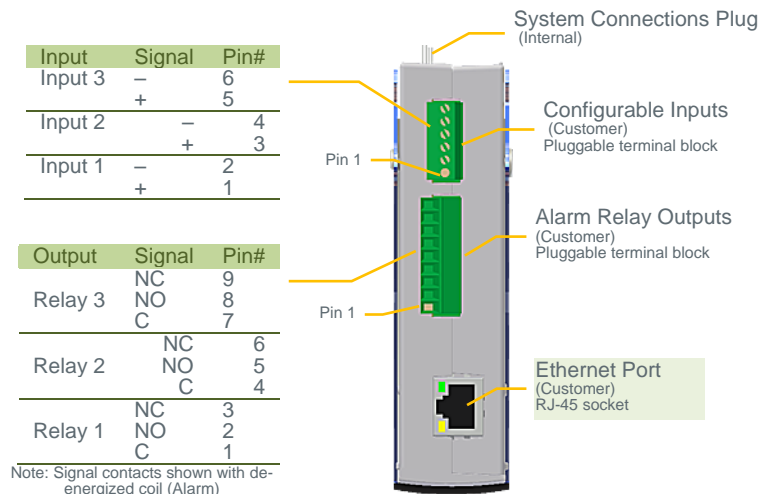 System Connections Plug
(Internal)
Input Signal Pin#
Input 3 – 6
+ 5
Input 2 – 4
+ 3
Input 1 – 2
+ 1
Configurable Inputs
(Customer)
Pluggable terminal block
Pin 1
Output Signal Pin#
NC 9
Relay 3 NO 8
C 7
NC 6
Relay 2 NO 5
C 4
NC 3
Relay 1 NO 2
C 1
Note: Signal contacts shown with de-
energized coil (Alarm)
Alarm Relay Outputs
(Customer)
Pluggable terminal block
Pin 1
Ethernet Port
(Customer)
RJ-45 socket